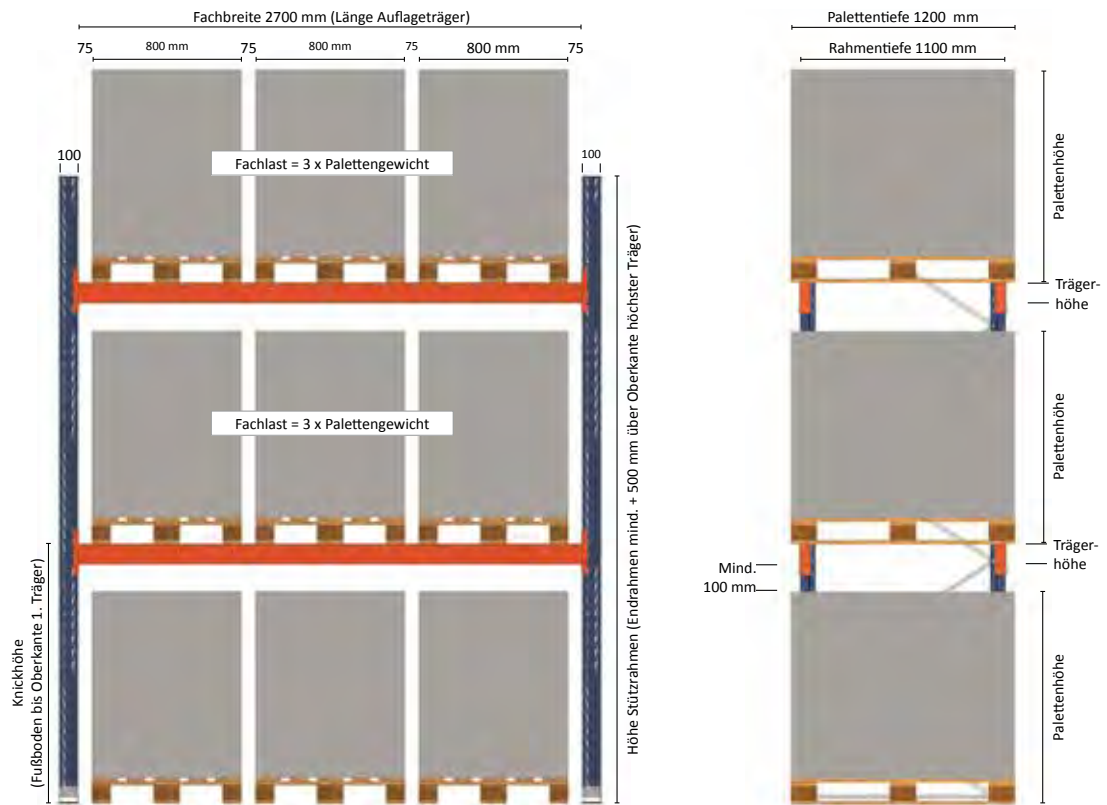 Fachbreite 2700 mm (Länge Auflageträger)
75 800 mm 75 800 mm 75 800 mm 75
100
100
Fachlast = 3 x Palettengewicht
Fachlast = 3 x Palettengewicht
Knickhöhe
(Fußboden bis Oberkante 1. Träger)
Höhe Stützrahmen (Endrahmen mind. + 500 mm über Oberkante höchster Träger)
Palettentiefe 1200 mm
Rahmentiefe 1100 mm
Palettenhöhe
Träger-
höhe
Palettenhöhe
Träger-
höhe
Mind.
100 mm
Palettenhöhe